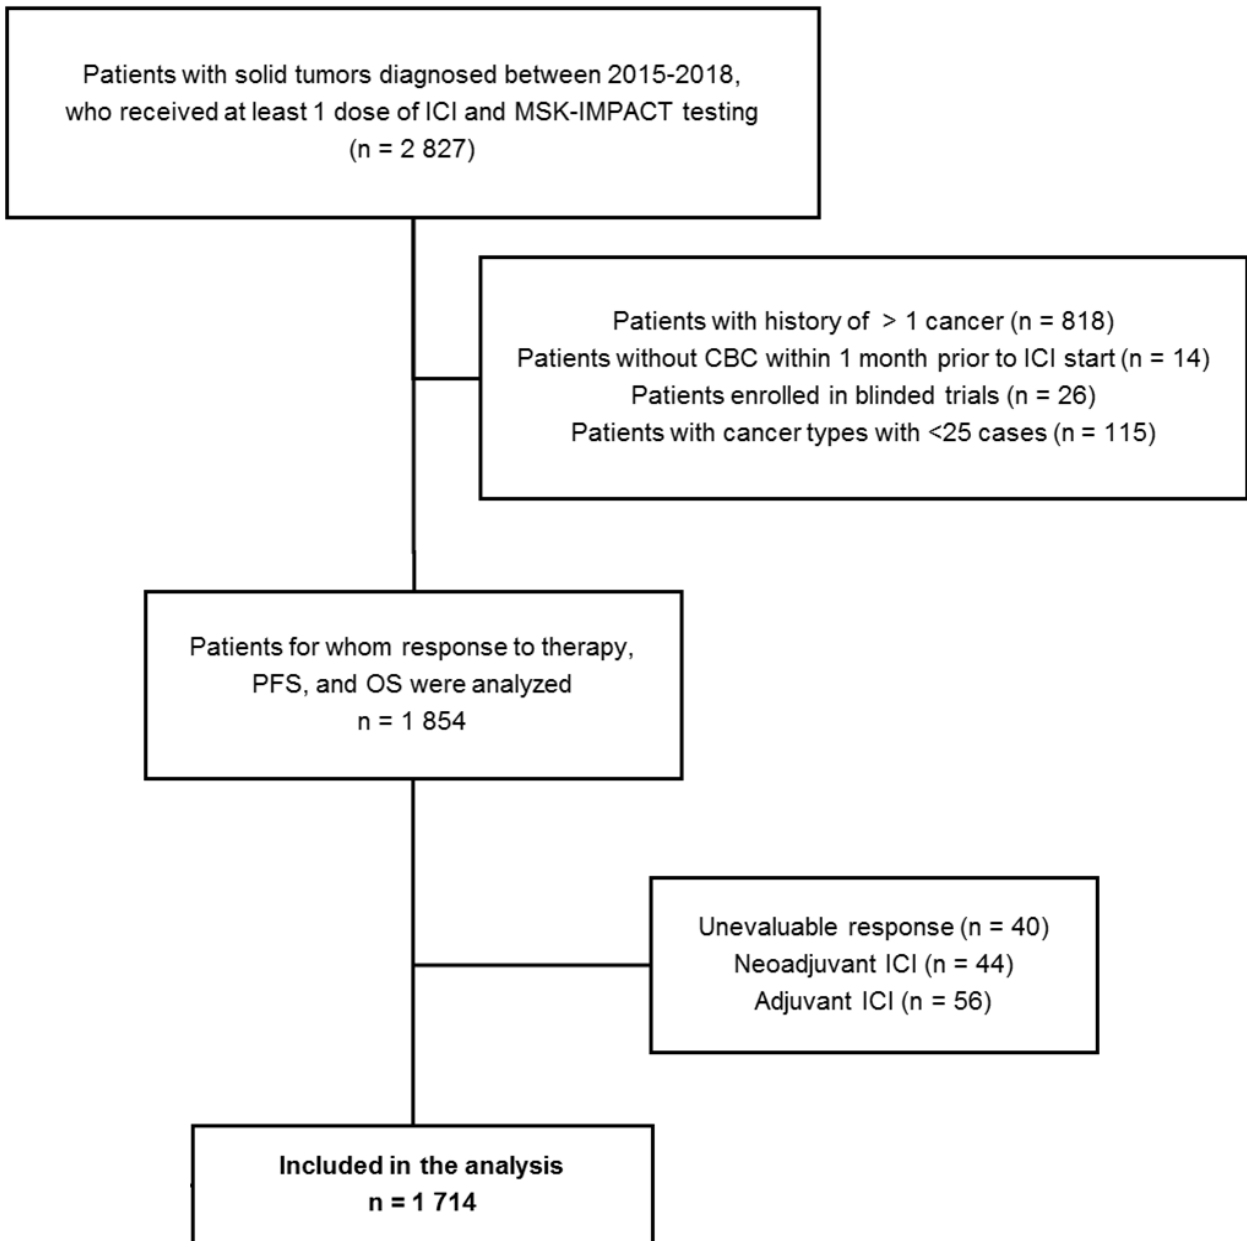 Patients with solid tumors diagnosed between 2015-2018,
who received at least 1 dose of ICI and MSK-IMPACT testing
(n = 2 827)
Patients with history of > 1 cancer (n = 818)
Patients without CBC within 1 month prior to ICI start (n = 14)
Patients enrolled in blinded trials (n = 26)
Patients with cancer types with <25 cases (n = 115)
Patients for whom response to therapy,
PFS, and OS were analyzed
n = 1 854
Unevaluable response (n = 40)
Neoadjuvant ICI (n = 44)
Adjuvant ICI (n = 56)
Included in the analysis
n = 1 714